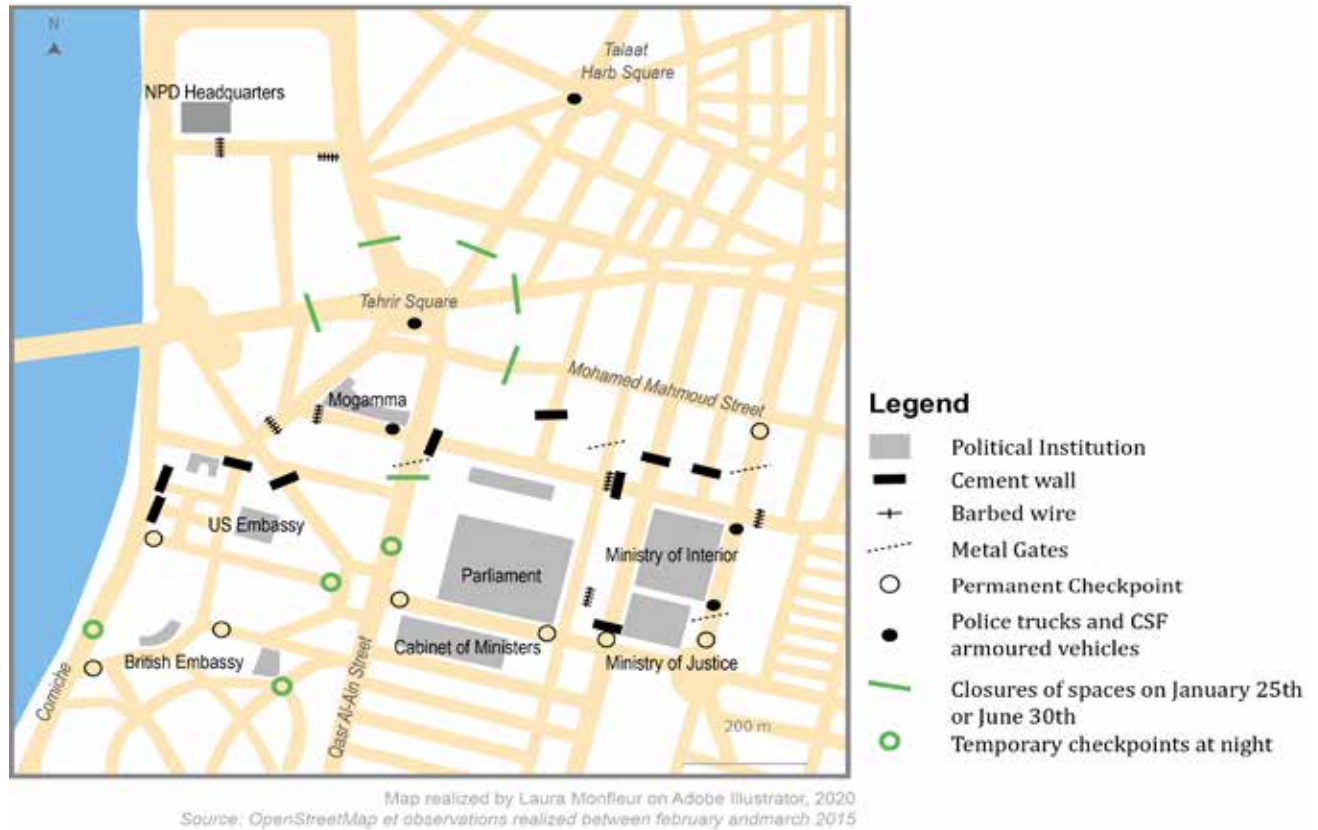 N
Talaat
Harb Square
NPD Headquarters
Tahrir Square
Mohamed Mahmoud Street
Mogamma
US Embassy
Ministry of Interior
Parliament
Cabinet of Ministers
Ministry of Justice
British Embassy
Corniche
Qasr Al-Ain Street
200 m
Legend
Political Institution
Cement wall
Barbed wire
Metal Gates
Permanent Checkpoint
Police trucks and CSF
armoured vehicles
Closures of spaces on January 25th
or June 30th
Temporary checkpoints at night
Map realized by Laura Monfleur on Adobe Illustrator, 2020
Source: OpenStreetMap et observations realized between february andmarch 2015